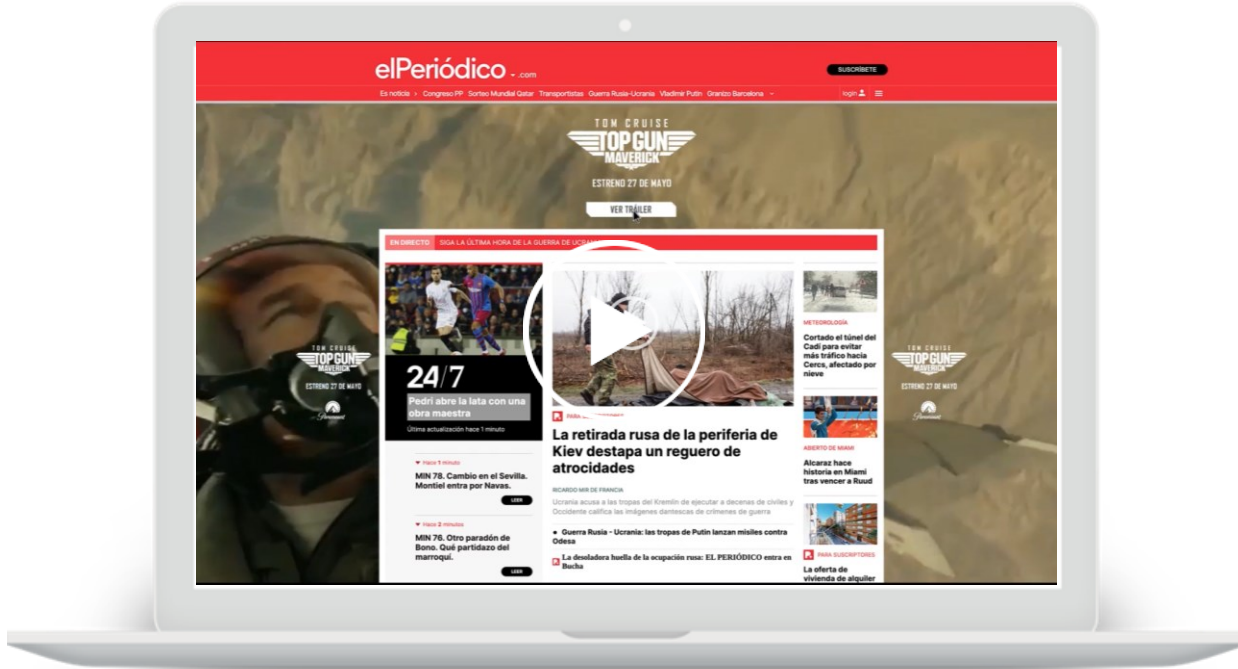 elPeriódico .com
SUSCRÍBETE
Es noticia > Congreso PP Sorteo Mundial Qatar Transportistas Guerra Rusia-Ucrania Vladimir Putin Granizo Barcelona
login
TOM CRUISE
TOP GUN
MAVERICK
ESTRENO 27 DE MAYO
VER TRÁILER
EN DIRECTO SIGA LA ÚLTIMA HORA DE LA GUERRA DE
24/7
Pedri abre la lata con una
obra maestra
Última actualización hace 1 minuto
Hace 1 minuto
MIN 78. Cambio en el Sevilla.
Montiel entra por Navas.
LEER
Hace 2 minutos
MIN 76. Otro paradón de
Bono. Qué partidazo del
marroquí.
LEER
PARA
La retirada rusa de la periferia de
Kiev destapa un reguero de
atrocidades
RICARDO MIR DE FRANCIA
Ucrania acusa a las tropas del Kremlin de ejecutar a decenas de civiles y
Occidente califica las imágenes dantescas de crímenes de guerra
• Guerra Rusia - Ucrania: las tropas de Putin lanzan misiles contra
Odesa
La desoladora huella de la ocupación rusa: EL PERIÓDICO entra en
Bucha
METEOROLOGÍA
Cortado el túnel del
Cadí para evitar
más tráfico hacia
Cercs, afectado por
nieve
ABIERTO DE MIAMI
Alcaraz hace
historia en Miami
tras vencer a Ruud
PARA SUSCRIPTORES
La oferta de
vivienda de alquiler
TOM CRUISE
TOP GUN
MAVERICK
ESTRENO 27 DE MAYO
Paramount
TOM CRUISE
TOP GUN
MAVERICK
ESTRENO 27 DE MAYO
Paramount